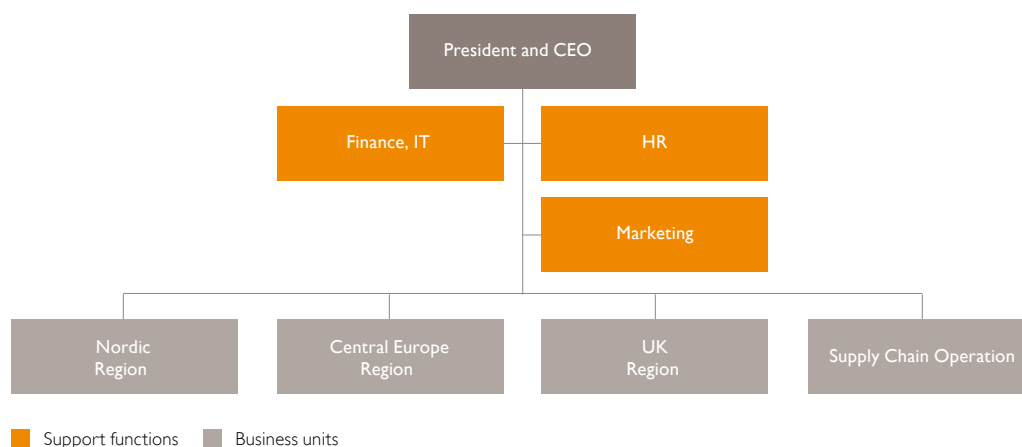 President and CEO
Finance, IT
HR
Marketing
Nordic
Region
Central Europe
Region
UK
Region
Supply Chain Operation
Support functions
Business units